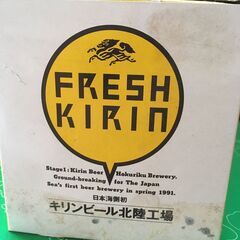 FRESH
KIRIN
Stage1: Kirin Beer Hokuriku Brewery.
Ground-breaking for The Japan
Sea's first beer brewery in spring 1991.
日本海側初
キリンビール北陸工場